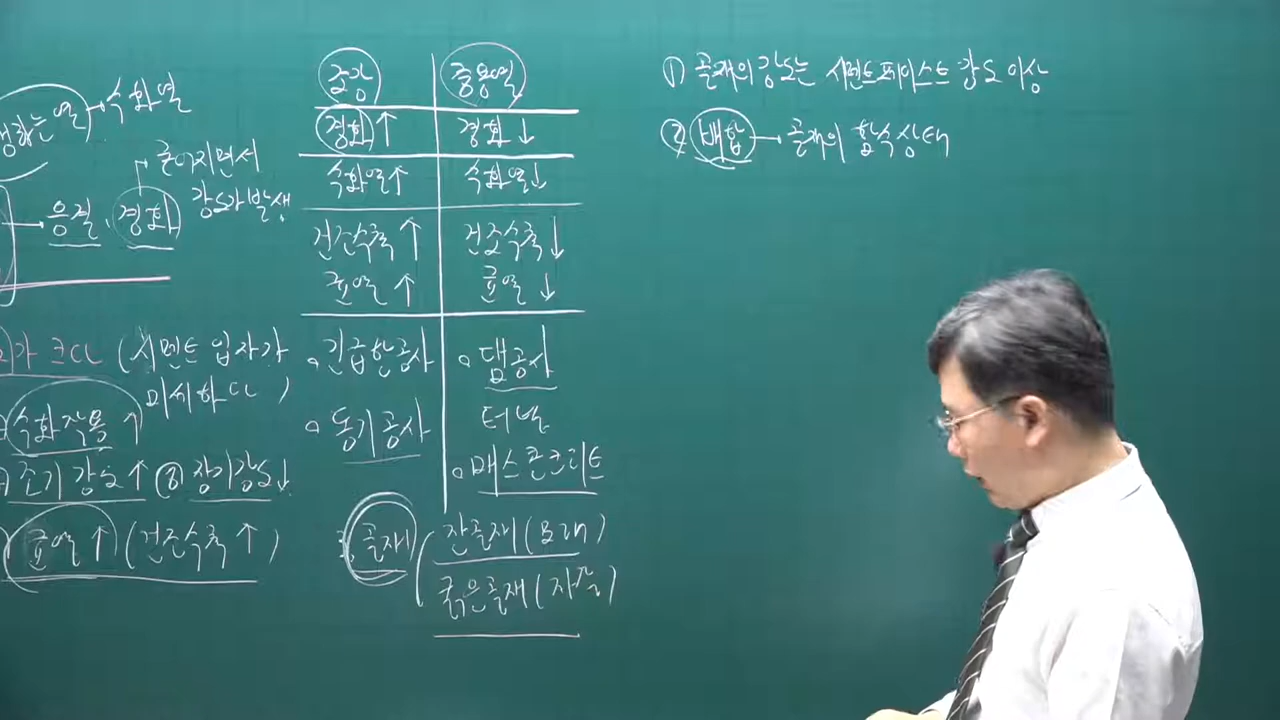 생하는 열 → 수화열
굳어지면서
강도가 발생
→ 응결, 경화
가 크다 (시멘트 입자가
미세하다)
수화작용 ↑
조기강도 ↑ ⑧ 장기강도 ↓
균열 ↑ (건조수축 ↑)
조강 중용열
경화 ↑ 경화 ↓
수화열 ↑ 수화열 ↓
건조수축 ↑ 건조수축 ↓
균열 ↑ 균열 ↓
긴급한공사 댐공사
동기공사 터널
매스콘크리트
골재 잔골재(모래)
굵은골재(자갈)
① 골재의 강도는 시멘트페이스트 강도 이상
② 배합 → 골재의 함수상태